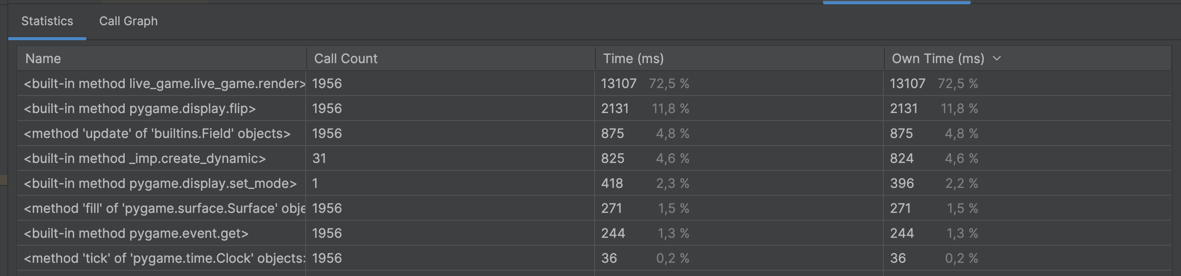 Statistics Call Graph
Name Call Count Time (ms) Own Time (ms)
<built-in method live_game.live_game.render> 1956 13107 72,5 % 13107 72,5 %
<built-in method pygame.display.flip> 1956 2131 11,8 % 2131 11,8 %
<method 'update' of 'builtins.Field' objects> 1956 875 4,8 % 875 4,8 %
<built-in method _imp.create_dynamic> 31 825 4,6 % 824 4,6 %
<built-in method pygame.display.set_mode> 1 418 2,3 % 396 2,2 %
<method 'fill' of 'pygame.surface.Surface' obje 1956 271 1,5 % 271 1,5 %
<built-in method pygame.event.get> 1956 244 1,3 % 244 1,3 %
<method 'tick' of 'pygame.time.Clock' objects> 1956 36 0,2 % 36 0,2 %